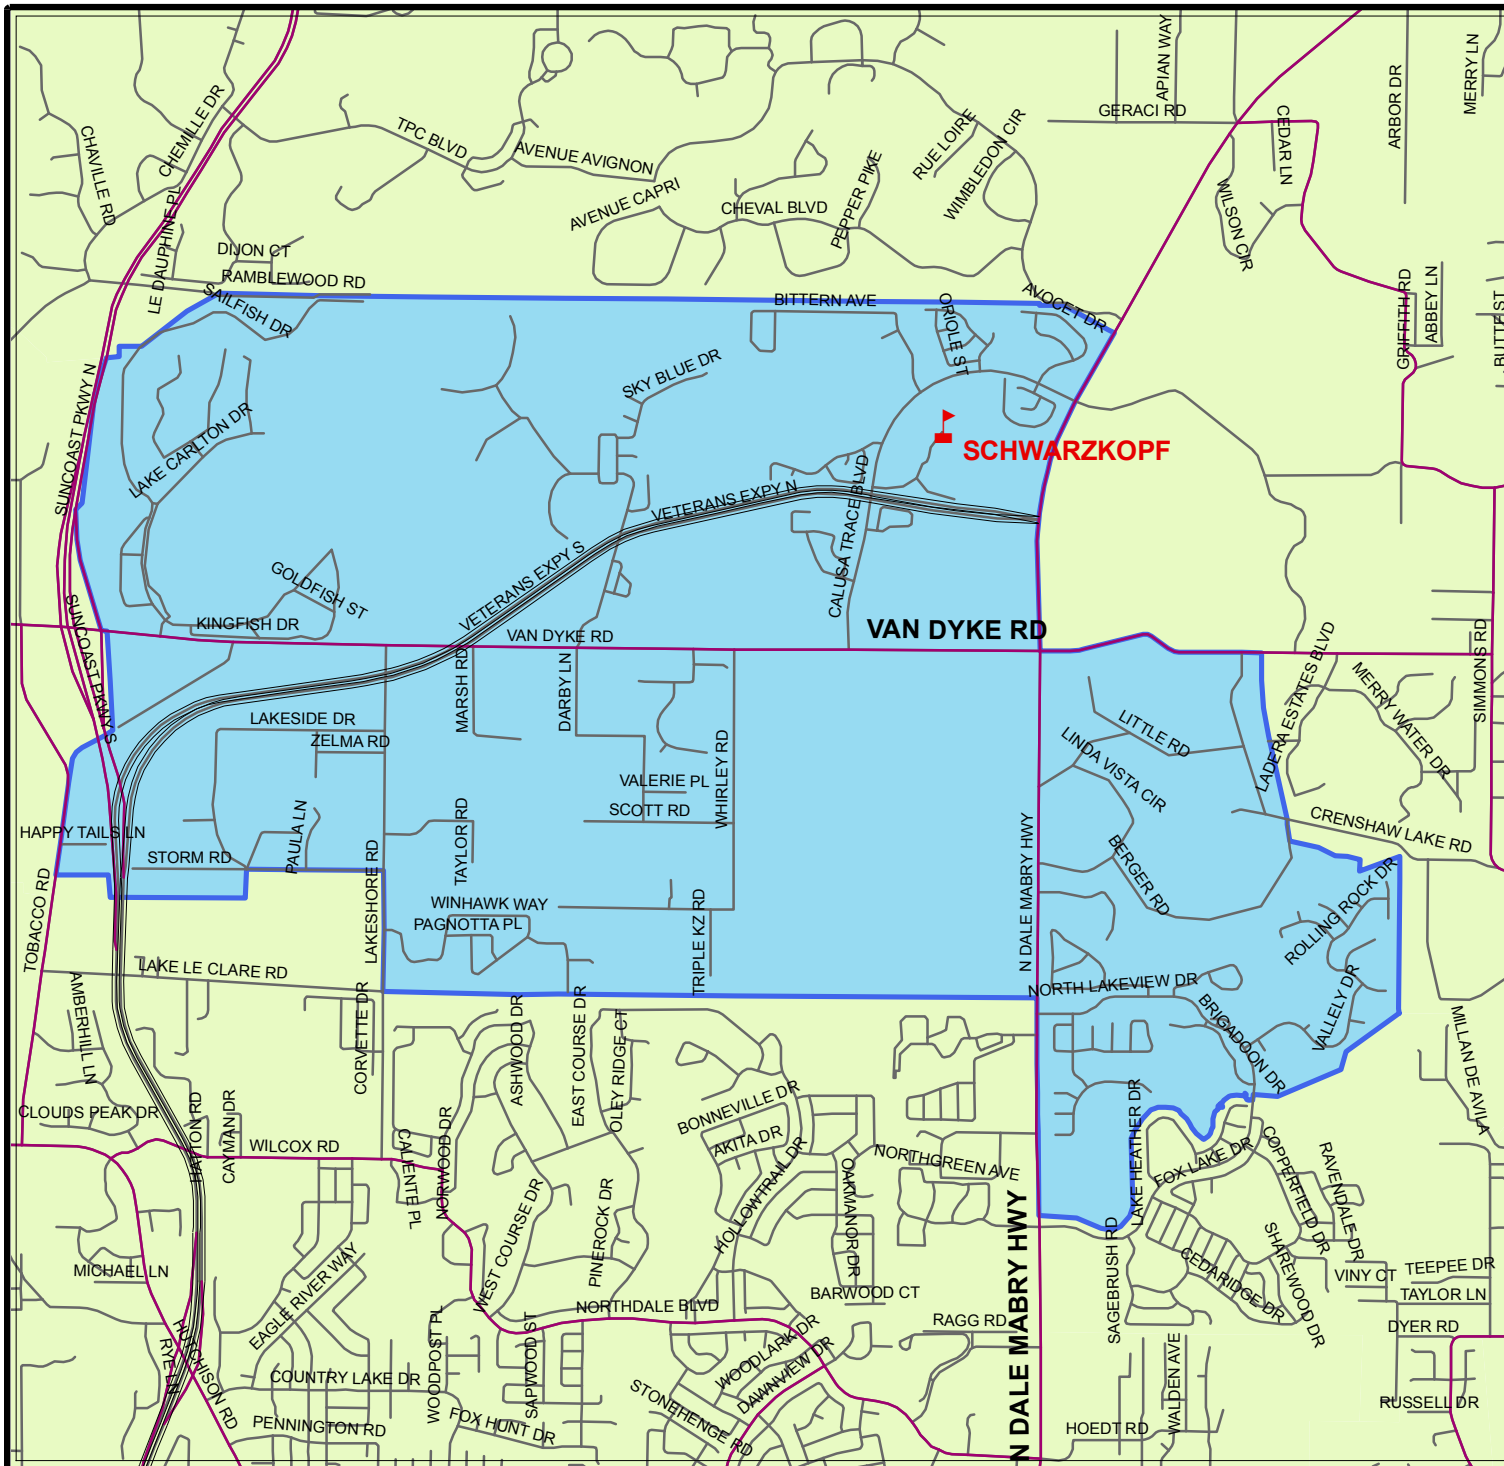 APIAN WAY
MERRY LN
ARBOR DR
GERACI RD
CEDAR LN
CHEMILLE DR
CHAVILLE RD
TPC BLVD
AVENUE AVIGNON
RUE LOIRE
WIMBLEDON CIR
PEPPER PIKE
AVENUE CAPRI
CHEVAL BLVD
WILSON CIR
LE DAUPHINE PL
DIJON CT
RAMBLEWOOD RD
SAILFISH DR
BITTERN AVE
ORIOLE ST
AVOCET DR
GRIFFITH RD
ABBEY LN
BUTTE ST
SKY BLUE DR
SUNCOAST PKWY N
LAKE CARLTON DR
SCHWARZKOPF
VETERANS EXPY N
CALUSA TRACE BLVD
VETERANS EXPY S
GOLDFISH ST
KINGFISH DR
VAN DYKE RD
VAN DYKE RD
SUNCOAST PKWY S
MARSH RD
DARBY LN
LADERA ESTATES BLVD
MERRY WATER DR
SIMMONS RD
LAKESIDE DR
ZELMA RD
LITTLE RD
LINDA VISTA CIR
WHIRLEY RD
VALERIE PL
SCOTT RD
HAPPY TAILS LN
PAULA LN
TAYLOR RD
CRENSHAW LAKE RD
STORM RD
BERGER RD
LAKESHORE RD
WINHAWK WAY
PAGNOTTA PL
TRIPLE KZ RD
N DALE MABRY HWY
ROLLING ROCK DR
TOBACCO RD
LAKE LE CLARE RD
NORTH LAKEVIEW DR
AMBERHILL LN
CORVETTE DR
ASHWOOD DR
EAST COURSE DR
OLEY RIDGE CT
BRIGADOON DR
VALLELY DR
MILLAN DE AVILA
CLOUDS PEAK DR
HAYTON RD
CAYMAN DR
WILCOX RD
CALIENTE PL
NORWOOD DR
BONNEVILLE DR
AKITA DR
HOLLOWTRAIL DR
OAKMANOR DR
NORTHGREEN AVE
LAKE HEATHER DR
FOX LAKE DR
COPPERFIELD DR
RAVENDALE DR
WEST COURSE DR
PINEROCK DR
N DALE MABRY HWY
SAGEBRUSH RD
CEDARIDGE DR
SHAREWOOD DR
MICHAEL LN
EAGLE RIVER WAY
VINY CT
TEEPEE DR
TAYLOR LN
BARWOOD CT
NORTHDALE BLVD
RAGG RD
DYER RD
HUTCHISON RD
RYE LN
WOODPOST PL
SAPWOOD ST
WOODLARK DR
DAWNVIEW DR
WALDEN AVE
COUNTRY LAKE DR
STONEHENGE RD
RUSSELL DR
PENNINGTON RD
FOX HUNT DR
HOEDT RD